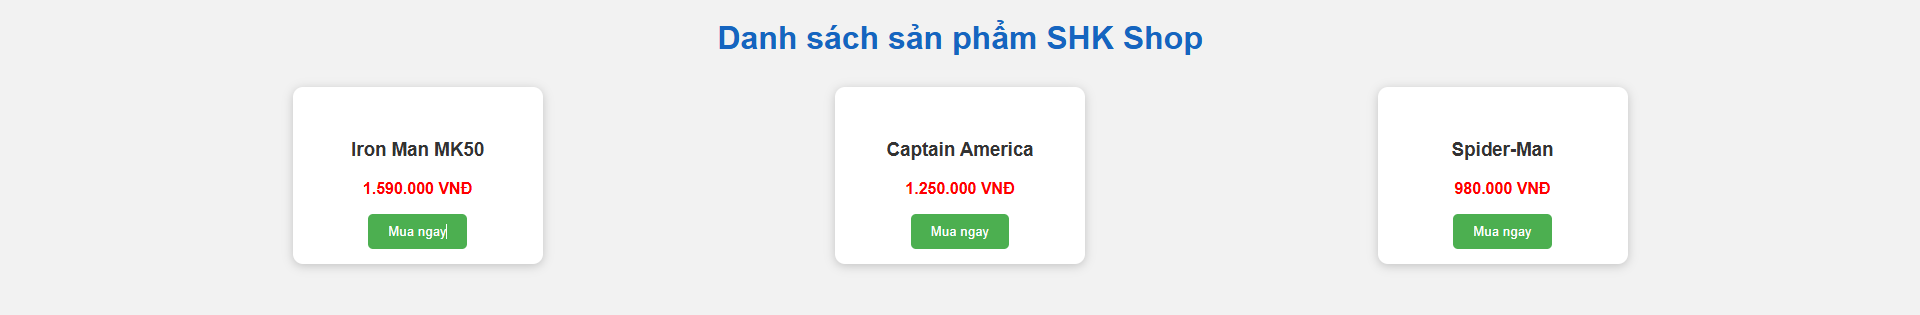 Danh sách sản phẩm SHK Shop
Iron Man MK50
1.590.000 VNĐ
Mua ngay
Captain America
1.250.000 VNĐ
Mua ngay
Spider-Man
980.000 VNĐ
Mua ngay